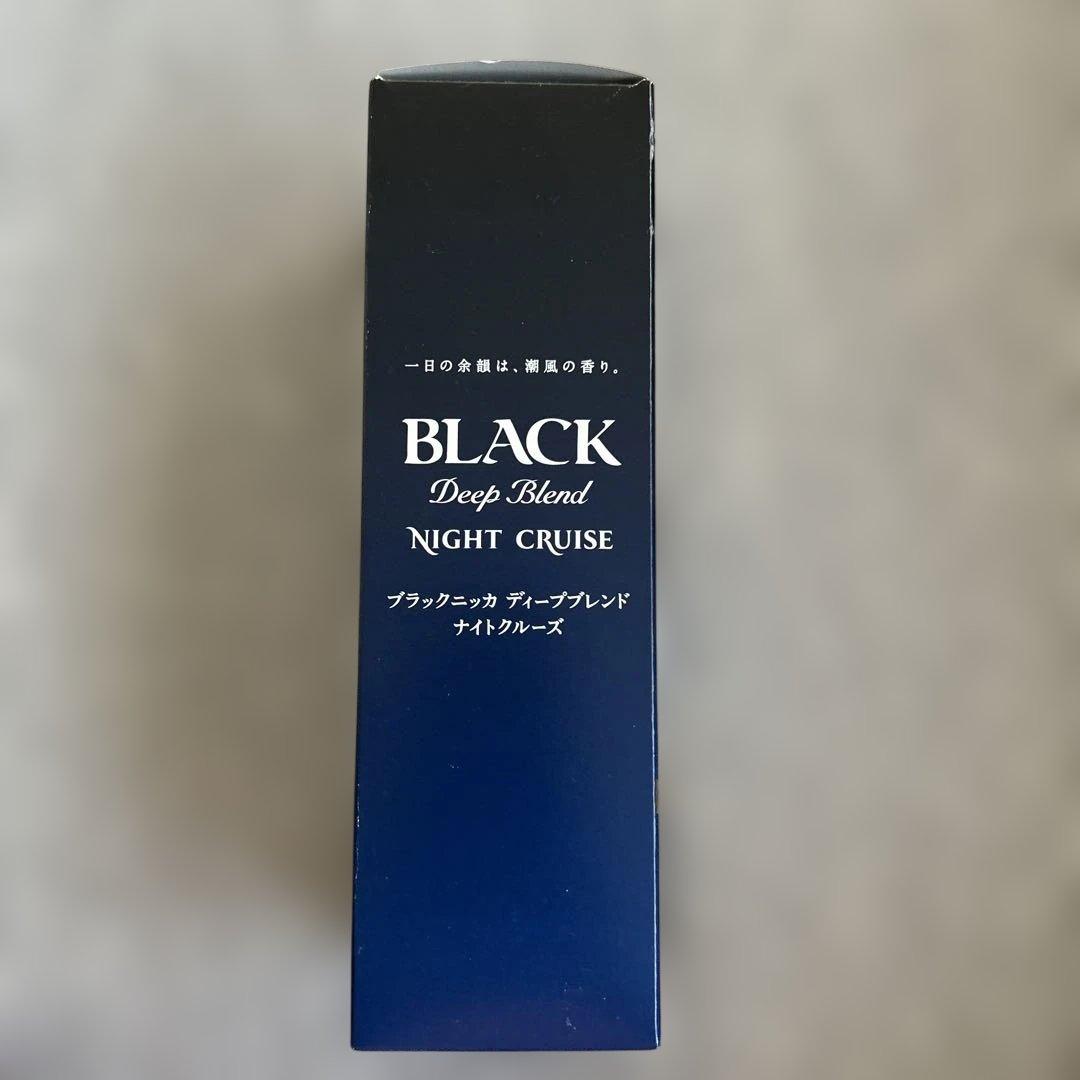 一日の余韻は、潮風の香り。
BLACK
Deep Blend
NIGHT CRUISE
ブラックニッカ ディープブレンド
ナイトクルーズ